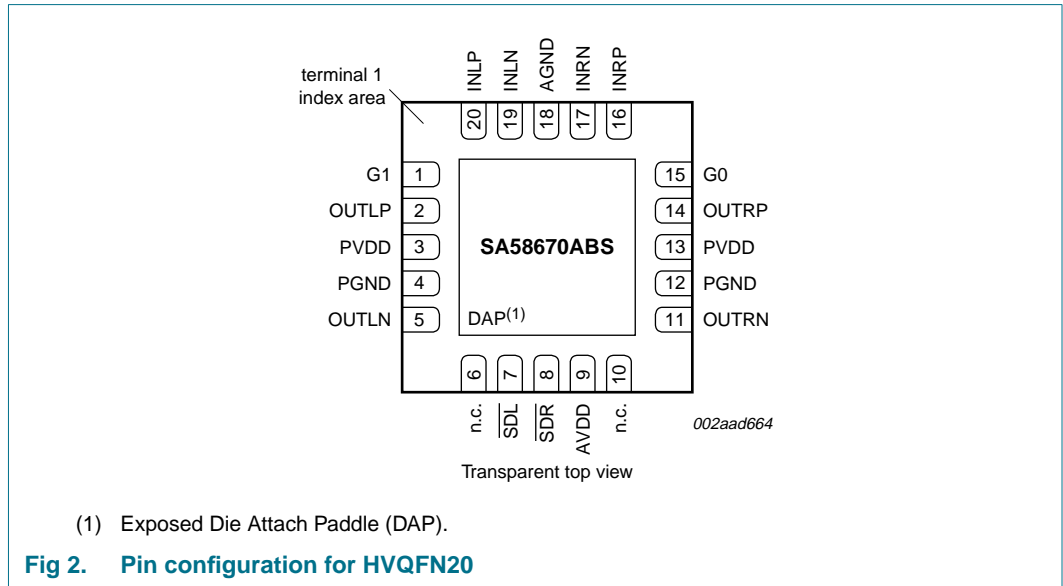 terminal 1
index area
INLP
INLN
AGND
INRN
INRP
20
19
18
17
16
G1 1
OUTLP 2
PVDD 3
PGND 4
OUTLN 5
15 G0
14 OUTRP
13 PVDD
12 PGND
11 OUTRN
SA58670ABS
DAP(1)
6
7
8
9
10
n.c.
SDL
SDR
AVDD
n.c.
002aad664
Transparent top view
(1) Exposed Die Attach Paddle (DAP).
Fig 2. Pin configuration for HVQFN20